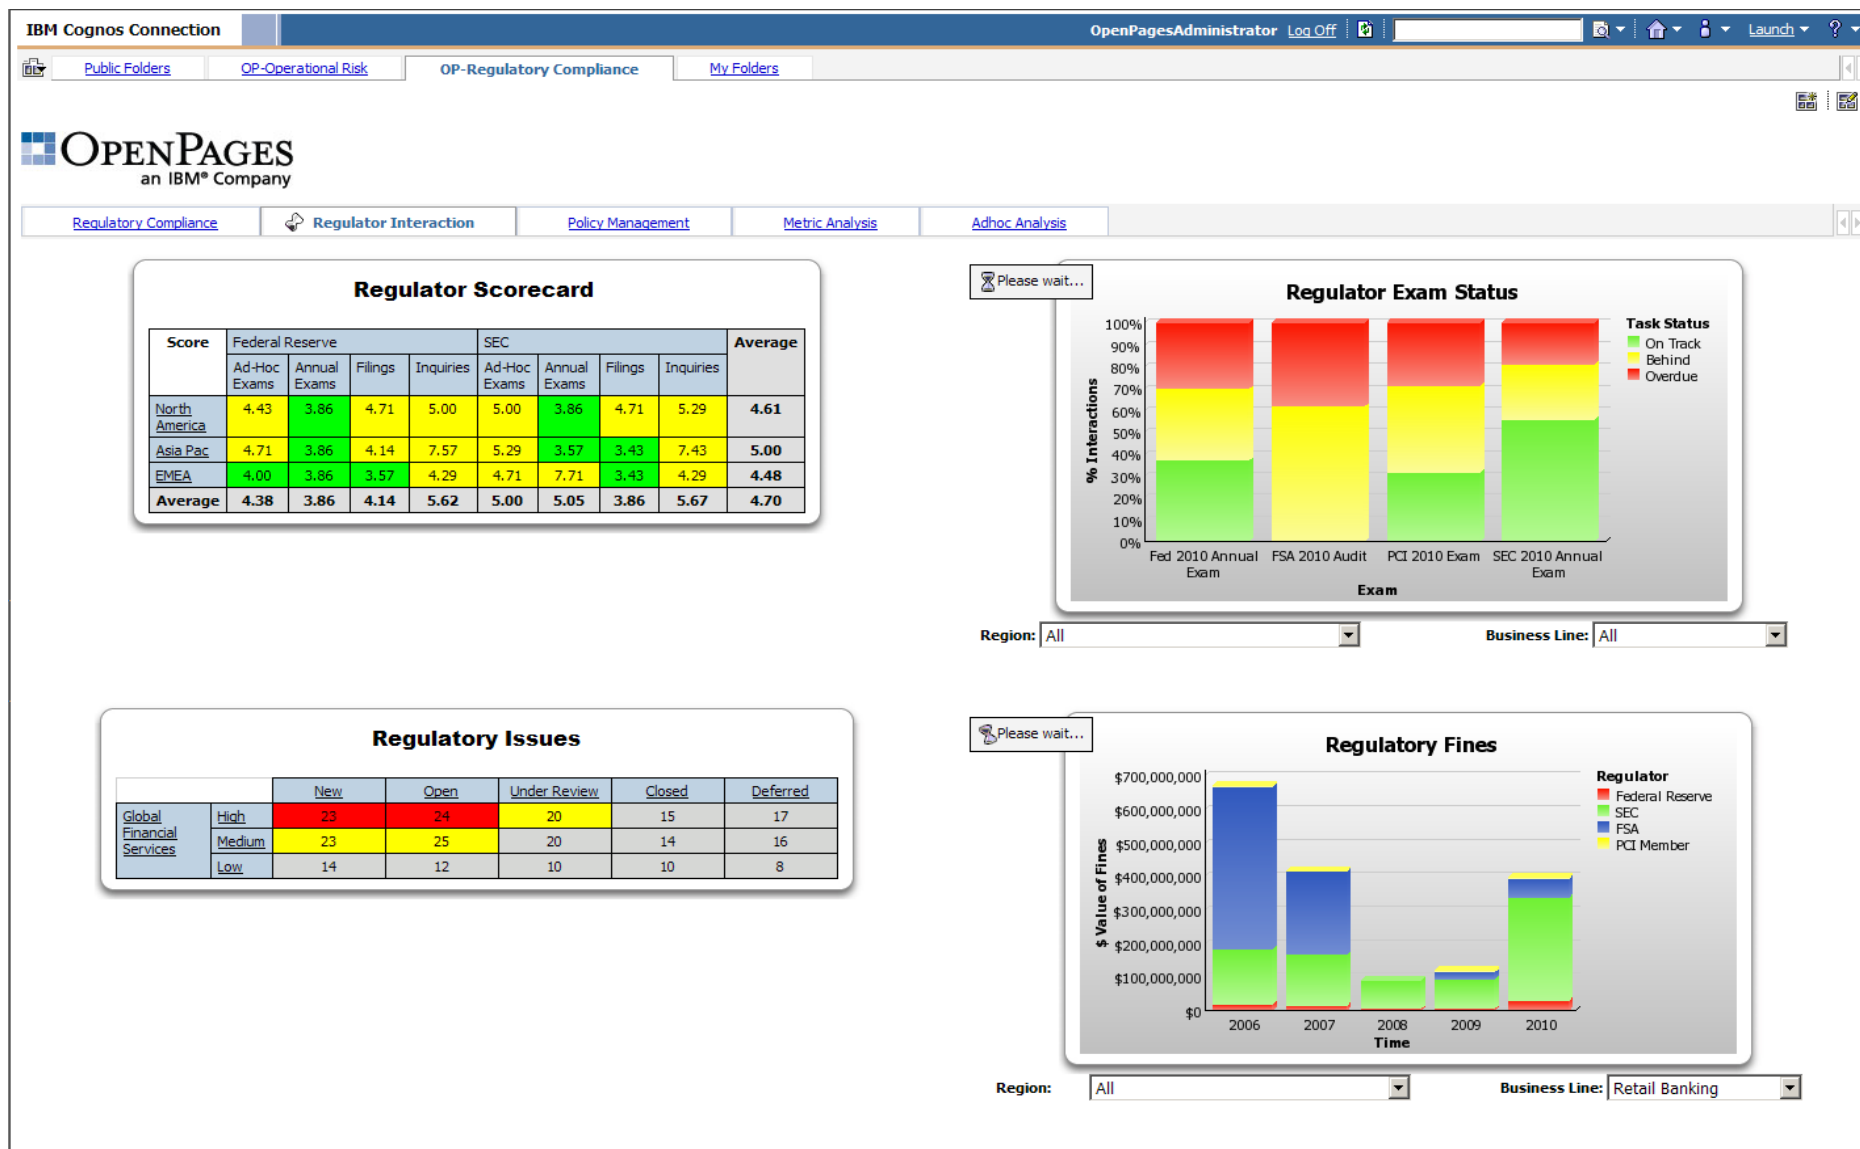 IBM Cognos Connection
OpenPagesAdministrator Log Off Launch ?
Public Folders OP-Operational Risk OP-Regulatory Compliance My Folders
OPENPAGES
an IBM® Company
Regulatory Compliance Regulator Interaction Policy Management Metric Analysis Adhoc Analysis
Regulator Scorecard
Score Federal Reserve SEC Average
Ad-Hoc Exams Annual Exams Filings Inquiries Ad-Hoc Exams Annual Exams Filings Inquiries
North America 4.43 3.86 4.71 5.00 5.00 3.86 4.71 5.29 4.61
Asia Pac 4.71 3.86 4.14 7.57 5.29 3.57 3.43 7.43 5.00
EMEA 4.00 3.86 3.57 4.29 4.71 7.71 3.43 4.29 4.48
Average 4.38 3.86 4.14 5.62 5.00 5.05 3.86 5.67 4.70
Please wait...
Regulator Exam Status
% Interactions
100%
90%
80%
70%
60%
50%
40%
30%
20%
10%
0%
Fed 2010 Annual Exam FSA 2010 Audit PCI 2010 Exam SEC 2010 Annual Exam
Exam
Task Status
On Track
Behind
Overdue
Region: All Business Line: All
Regulatory Issues
New Open Under Review Closed Deferred
Global Financial Services
High 23 24 20 15 17
Medium 23 25 20 14 16
Low 14 12 10 10 8
Please wait...
Regulatory Fines
$ Value of Fines
$700,000,000
$600,000,000
$500,000,000
$400,000,000
$300,000,000
$200,000,000
$100,000,000
$0
2006 2007 2008 2009 2010
Time
Regulator
Federal Reserve
SEC
FSA
PCI Member
Region: All Business Line: Retail Banking